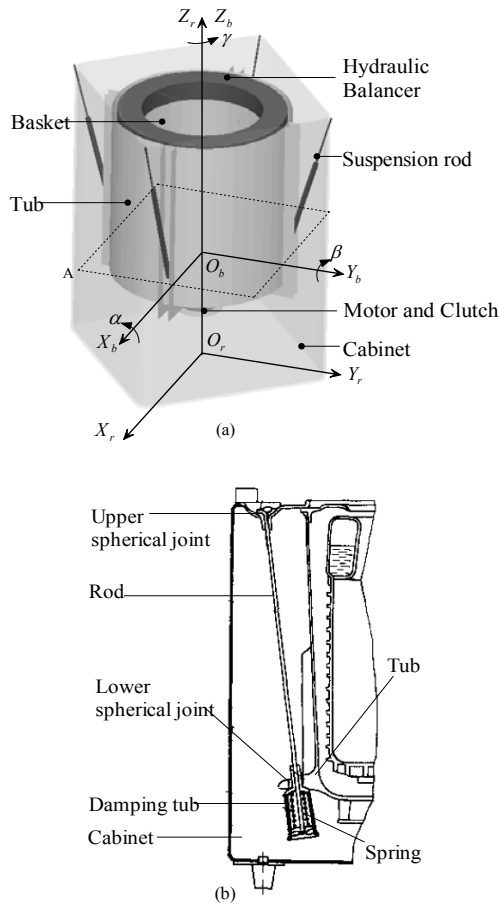 Z_r Z_b
γ
Hydraulic
Balancer
Basket
Suspension rod
Tub
A
β
O_b
Y_b
α
Motor and Clutch
X_b
O_r
Cabinet
Y_r
X_r
(a)
Upper
spherical joint
Rod
Tub
Lower
spherical joint
Damping tub
Cabinet
Spring
(b)